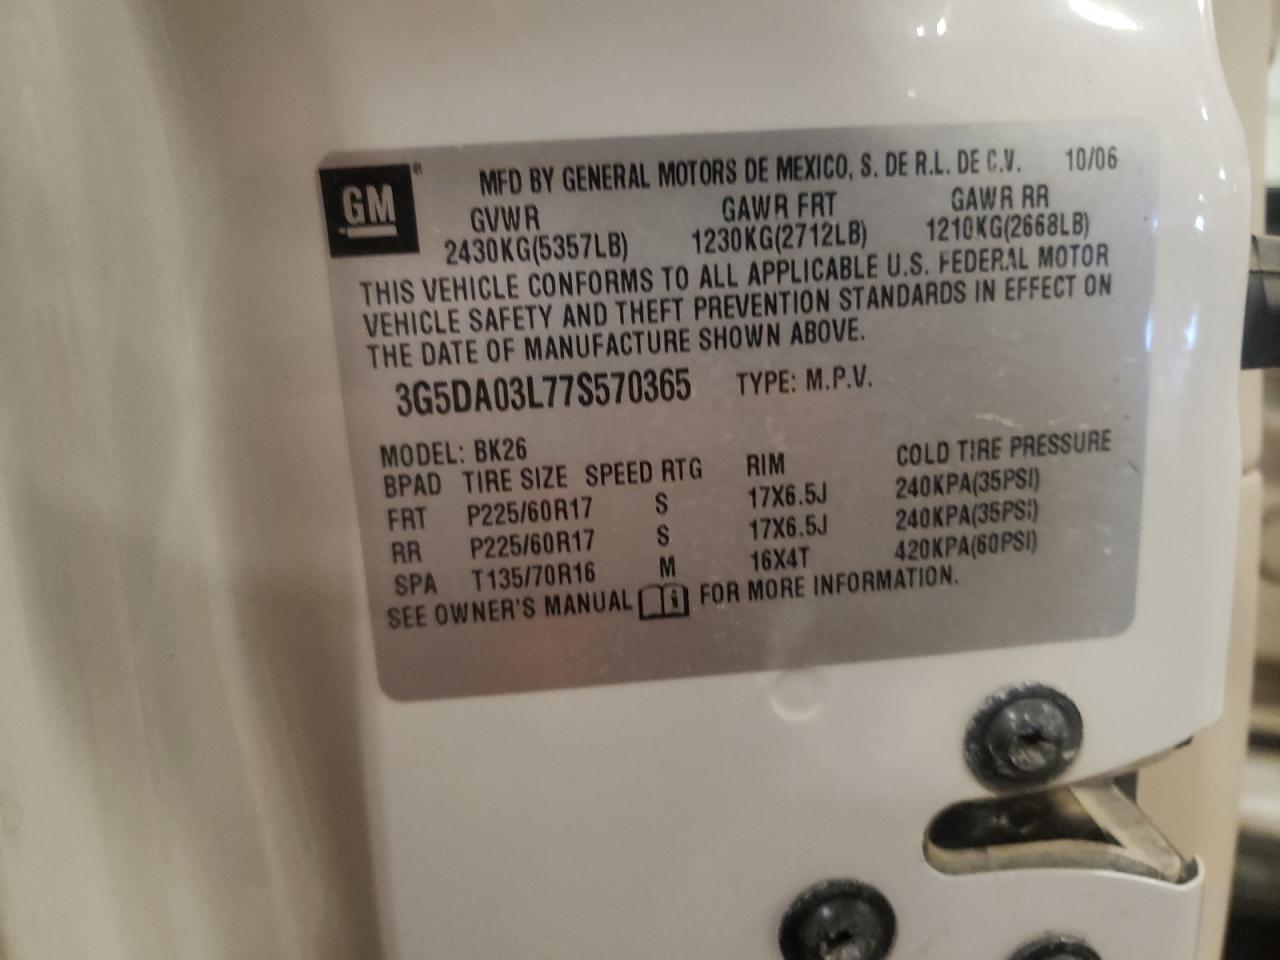 GM
MFD BY GENERAL MOTORS DE MEXICO, S. DE R.L. DE C.V. 10/06
GVWR GAWR FRT GAWR RR
2430KG(5357LB) 1230KG(2712LB) 1210KG(2668LB)
THIS VEHICLE CONFORMS TO ALL APPLICABLE U.S. FEDERAL MOTOR
VEHICLE SAFETY AND THEFT PREVENTION STANDARDS IN EFFECT ON
THE DATE OF MANUFACTURE SHOWN ABOVE.
3G5DA03L77S570365 TYPE: M.P.V.
MODEL: BK26
BPAD TIRE SIZE SPEED RTG RIM COLD TIRE PRESSURE
FRT P225/60R17 S 17X6.5J 240KPA(35PSI)
RR P225/60R17 S 17X6.5J 240KPA(35PSI)
SPA T135/70R16 M 16X4T 420KPA(60PSI)
SEE OWNER'S MANUAL i FOR MORE INFORMATION.